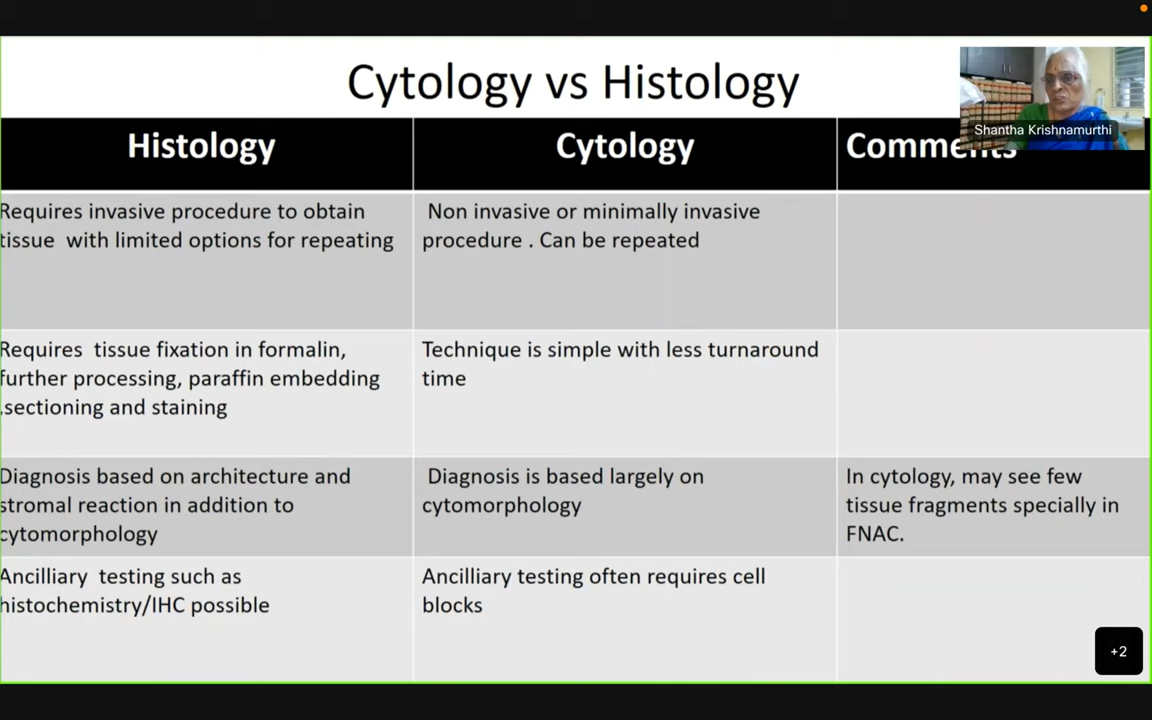 Cytology vs Histology
Shantha Krishnamurthi
Histology
Cytology
Comments
Requires invasive procedure to obtain
tissue with limited options for repeating
Non invasive or minimally invasive
procedure . Can be repeated
Requires tissue fixation in formalin,
further processing, paraffin embedding
.sectioning and staining
Technique is simple with less turnaround
time
Diagnosis based on architecture and
stromal reaction in addition to
cytomorphology
Diagnosis is based largely on
cytomorphology
In cytology, may see few
tissue fragments specially in
FNAC.
Ancilliary testing such as
histochemistry/IHC possible
Ancilliary testing often requires cell
blocks
+2